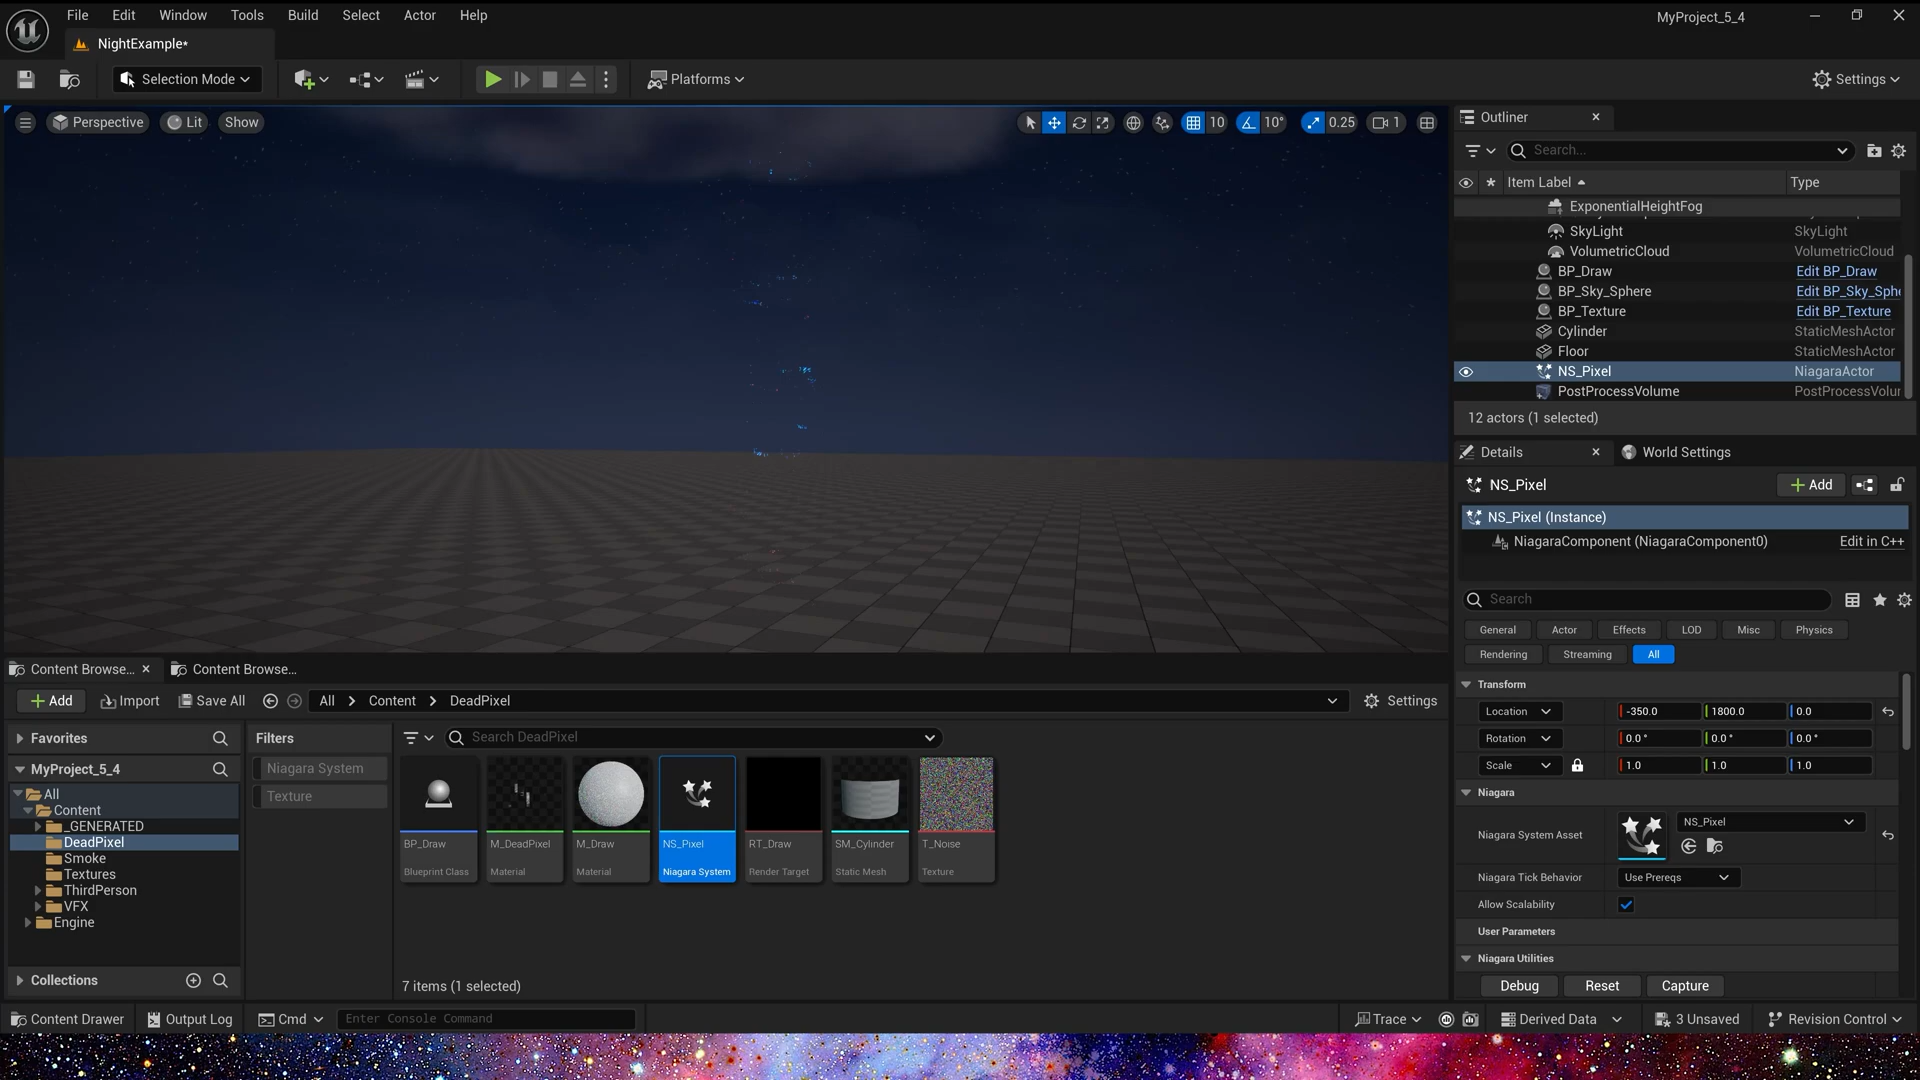 File Edit Window Tools Build Select Actor Help
MyProject_5_4
NightExample*
Selection Mode
Platforms
Settings
Perspective Lit Show
10 10° 0.25 1
Outliner
Search...
Item Label Type
ExponentialHeightFog
SkyLight SkyLight
VolumetricCloud VolumetricCloud
BP_Draw Edit BP_Draw
BP_Sky_Sphere Edit BP_Sky_Sphe
BP_Texture Edit BP_Texture
Cylinder StaticMeshActor
Floor StaticMeshActor
NS_Pixel NiagaraActor
PostProcessVolume PostProcessVolu
12 actors (1 selected)
Details World Settings
NS_Pixel Add
NS_Pixel (Instance)
NiagaraComponent (NiagaraComponent0) Edit in C++
Search
General Actor Effects LOD Misc Physics
Rendering Streaming All
Transform
Location -350.0 1800.0 0.0
Rotation 0.0° 0.0° 0.0°
Scale 1.0 1.0 1.0
Niagara
Niagara System Asset NS_Pixel
Niagara Tick Behavior Use Prereqs
Allow Scalability
User Parameters
Niagara Utilities
Debug Reset Capture
Content Browse... Content Browse...
Add Import Save All All Content DeadPixel Settings
Favorites
MyProject_5_4
All
Content
_GENERATED
DeadPixel
Smoke
Textures
ThirdPerson
VFX
Engine
Collections
Filters
Niagara System
Texture
Search DeadPixel
BP_Draw M_DeadPixel M_Draw NS_Pixel RT_Draw SM_Cylinder T_Noise
Blueprint Class Material Material Niagara System Render Target Static Mesh Texture
7 items (1 selected)
Content Drawer Output Log Cmd Enter Console Command Trace Derived Data 3 Unsaved Revision Control